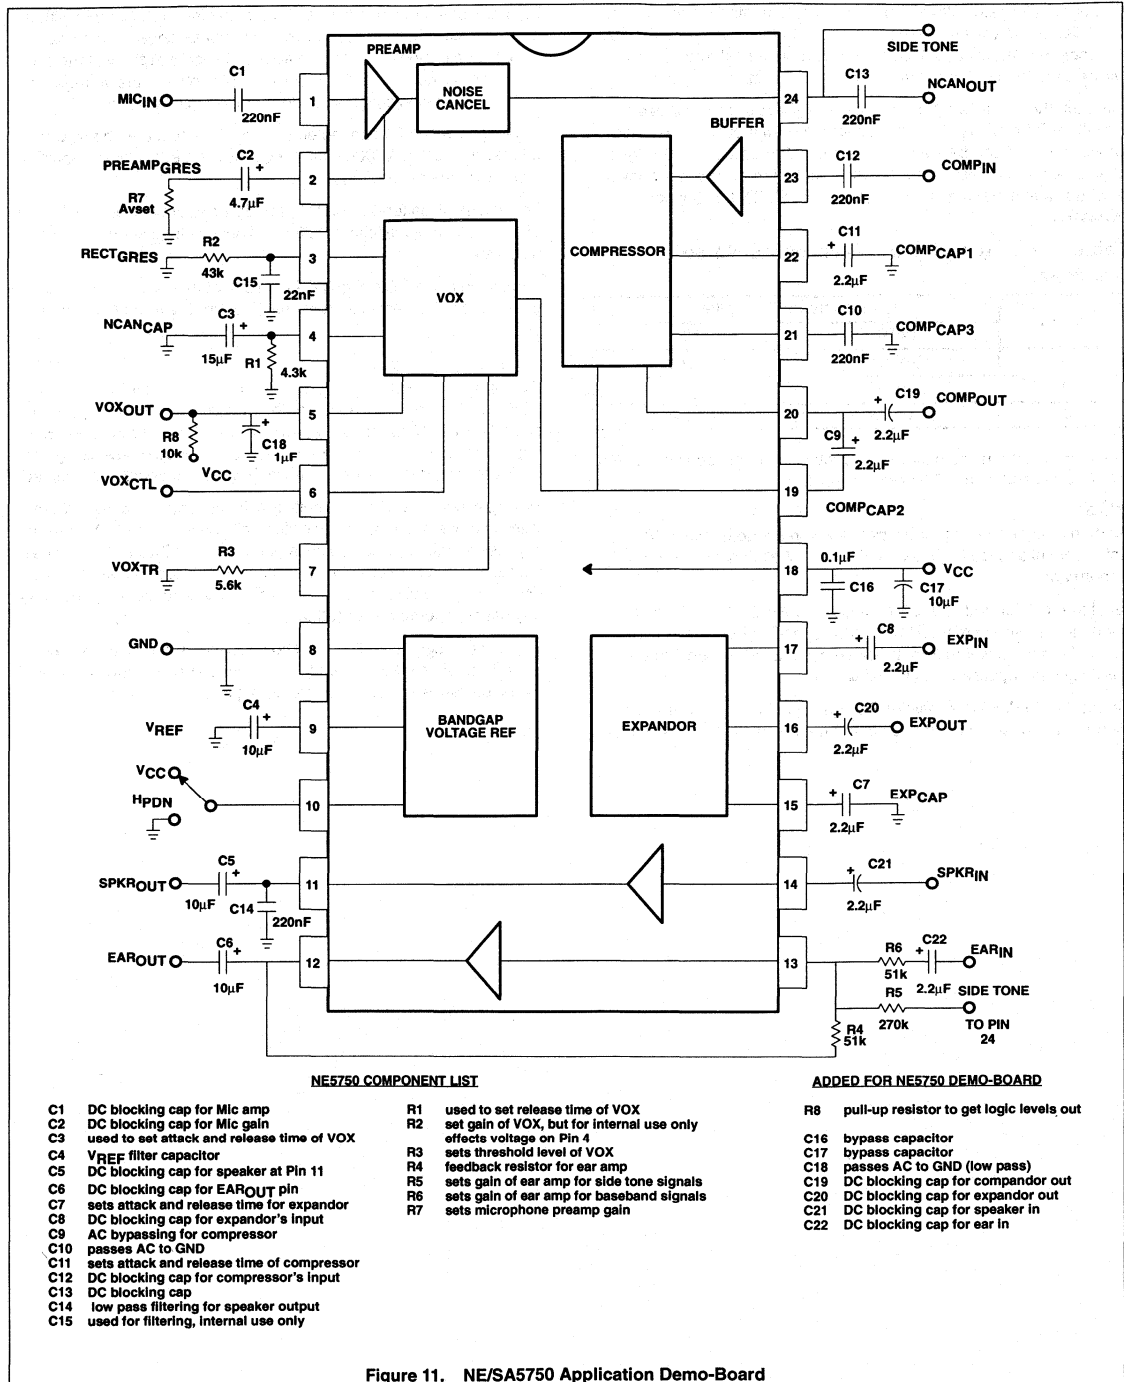 PREAMP
SIDE TONE
C1
MICIN
220nF
1
NOISE
CANCEL
24
C13
NCANOUT
220nF
BUFFER
PREAMPGRES
C2
+
R7
Avset
4.7µF
2
23
C12
COMPIN
220nF
RECTGRES
R2
43k
C15
22nF
3
VOX
COMPRESSOR
22
C11
+
2.2µF
COMPCAP1
NCANCAP
C3
+
15µF
R1
4.3k
4
21
C10
220nF
COMPCAP3
VOXOUT
R8
10k
VCC
+
C18
1µF
5
20
C19
+
COMPOUT
2.2µF
C9
+
2.2µF
VOXCTL
6
19
COMPCAP2
VOXTR
R3
5.6k
7
18
0.1µF
C16
VCC
C17
10µF
GND
8
BANDGAP
VOLTAGE REF
EXPANDOR
17
C8
+
2.2µF
EXPIN
VREF
C4
+
10µF
9
16
C20
+
2.2µF
EXPOUT
VCC
HPDN
10
15
C7
+
2.2µF
EXPCAP
SPKROUT
C5
+
10µF
C14
220nF
11
14
C21
+
2.2µF
SPKRIN
EAROUT
C6
+
10µF
12
13
R6
51k
C22
+
2.2µF
EARIN
R5
270k
SIDE TONE
TO PIN
24
R4
51k
NE5750 COMPONENT LIST
C1 DC blocking cap for Mic amp
C2 DC blocking cap for Mic gain
C3 used to set attack and release time of VOX
C4 VREF filter capacitor
C5 DC blocking cap for speaker at Pin 11
C6 DC blocking cap for EAROUT pin
C7 sets attack and release time for expandor
C8 DC blocking cap for expandor's input
C9 AC bypassing for compressor
C10 passes AC to GND
C11 sets attack and release time of compressor
C12 DC blocking cap for compressor's input
C13 DC blocking cap
C14 low pass filtering for speaker output
C15 used for filtering, internal use only
R1 used to set release time of VOX
R2 set gain of VOX, but for internal use only
effects voltage on Pin 4
R3 sets threshold level of VOX
R4 feedback resistor for ear amp
R5 sets gain of ear amp for side tone signals
R6 sets gain of ear amp for baseband signals
R7 sets microphone preamp gain
ADDED FOR NE5750 DEMO-BOARD
R8 pull-up resistor to get logic levels out
C16 bypass capacitor
C17 bypass capacitor
C18 passes AC to GND (low pass)
C19 DC blocking cap for compandor out
C20 DC blocking cap for expandor out
C21 DC blocking cap for speaker in
C22 DC blocking cap for ear in
Figure 11. NE/SA5750 Application Demo-Board